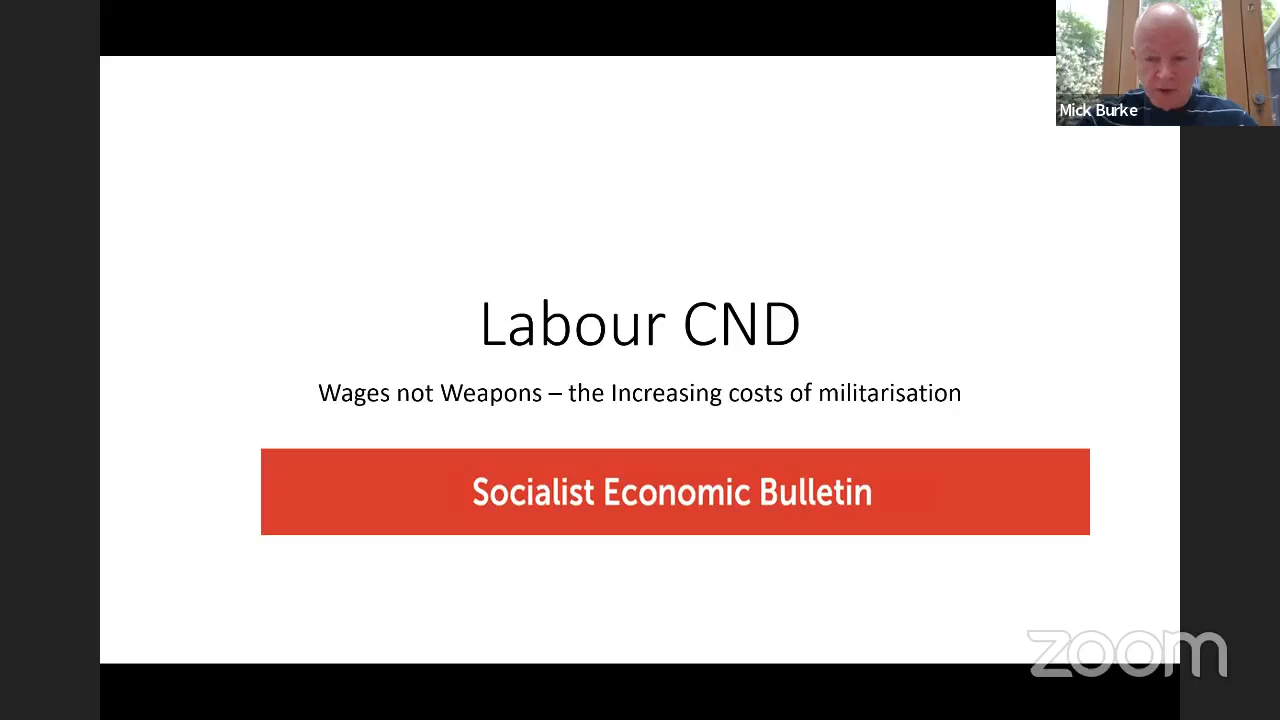 Mick Burke
Labour CND
Wages not Weapons – the Increasing costs of militarisation
Socialist Economic Bulletin
zoom